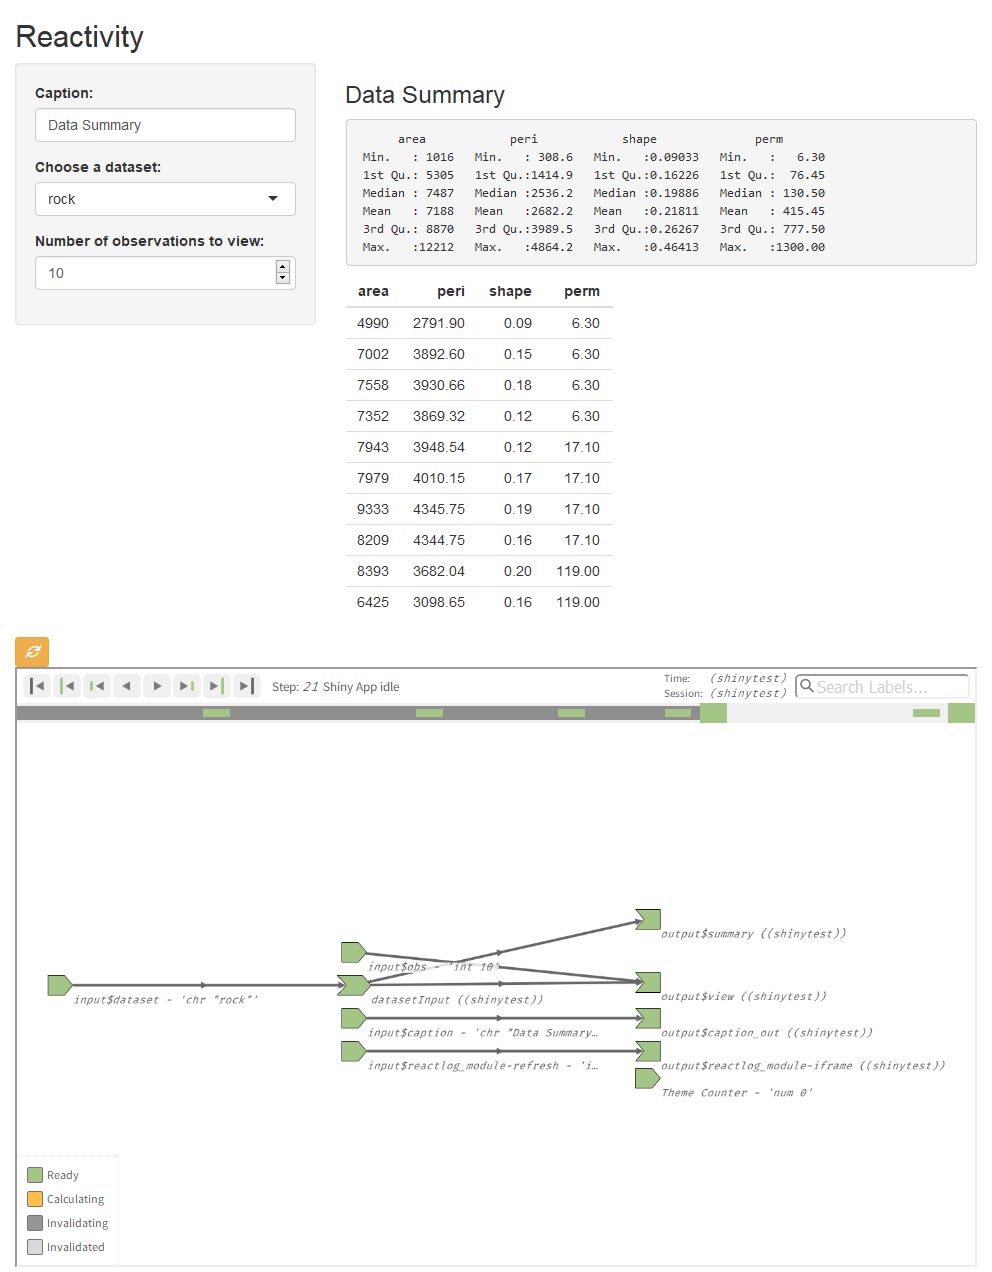 Reactivity
Caption:
Data Summary
Choose a dataset:
rock
Number of observations to view:
10
Data Summary
area peri shape perm
Min. : 1016 Min. : 308.6 Min. :0.09033 Min. : 6.30
1st Qu.: 5305 1st Qu.:1414.9 1st Qu.:0.16226 1st Qu.: 76.45
Median : 7487 Median :2536.2 Median :0.19886 Median : 130.50
Mean : 7188 Mean :2682.2 Mean :0.21811 Mean : 415.45
3rd Qu.: 8870 3rd Qu.:3989.5 3rd Qu.:0.26267 3rd Qu.: 777.50
Max. :12212 Max. :4864.2 Max. :0.46413 Max. :1300.00
area peri shape perm
4990 2791.90 0.09 6.30
7002 3892.60 0.15 6.30
7558 3930.66 0.18 6.30
7352 3869.32 0.12 6.30
7943 3948.54 0.12 17.10
7979 4010.15 0.17 17.10
9333 4345.75 0.19 17.10
8209 4344.75 0.16 17.10
8393 3682.04 0.20 119.00
6425 3098.65 0.16 119.00
Step: 21 Shiny App idle
Time: (shinytest)
Session: (shinytest)
Search Labels...
output$summary ((shinytest))
input$obs - 'int 10'
input$dataset - 'chr "rock"'
datasetInput ((shinytest))
output$view ((shinytest))
input$caption - 'chr "Data Summary…
output$caption_out ((shinytest))
input$reactlog_module-refresh - 'i…
output$reactlog_module-iframe ((shinytest))
Theme Counter - 'num 0'
Ready
Calculating
Invalidating
Invalidated